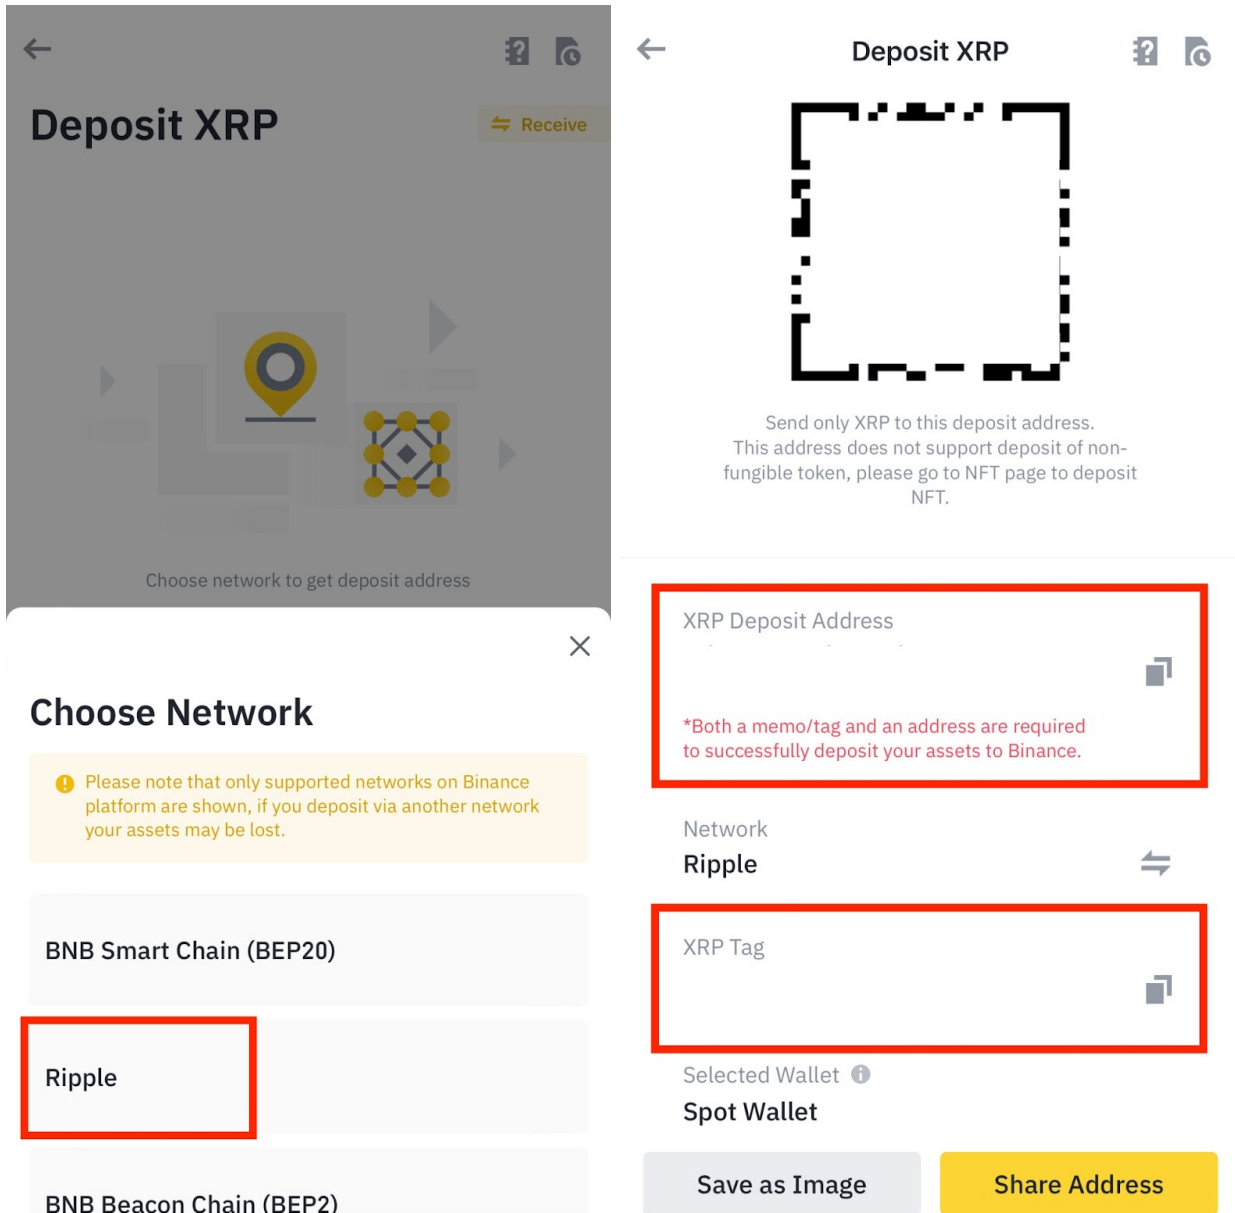 Deposit XRP
Receive
Choose network to get deposit address
Choose Network
Please note that only supported networks on Binance
platform are shown, if you deposit via another network
your assets may be lost.
BNB Smart Chain (BEP20)
Ripple
BNB Beacon Chain (BEP2)
Deposit XRP
Send only XRP to this deposit address.
This address does not support deposit of non-
fungible token, please go to NFT page to deposit
NFT.
XRP Deposit Address
*Both a memo/tag and an address are required
to successfully deposit your assets to Binance.
Network
Ripple
XRP Tag
Selected Wallet
Spot Wallet
Save as Image
Share Address